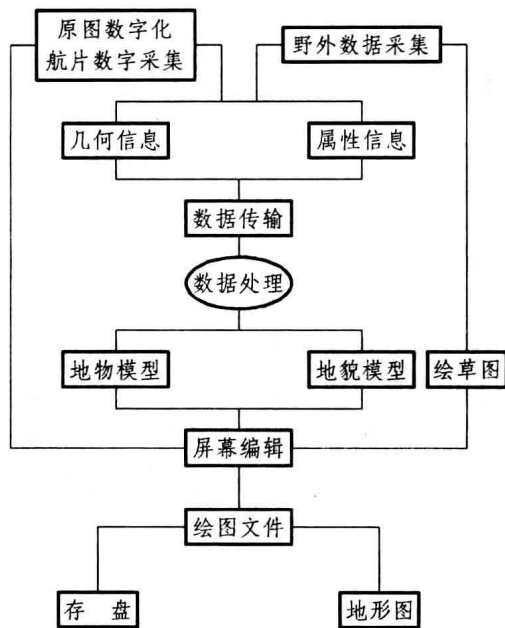 原图数字化
航片数字采集
野外数据采集
几何信息
属性信息
数据传输
数据处理
地物模型
地貌模型
绘草图
屏幕编辑
绘图文件
存 盘
地形图